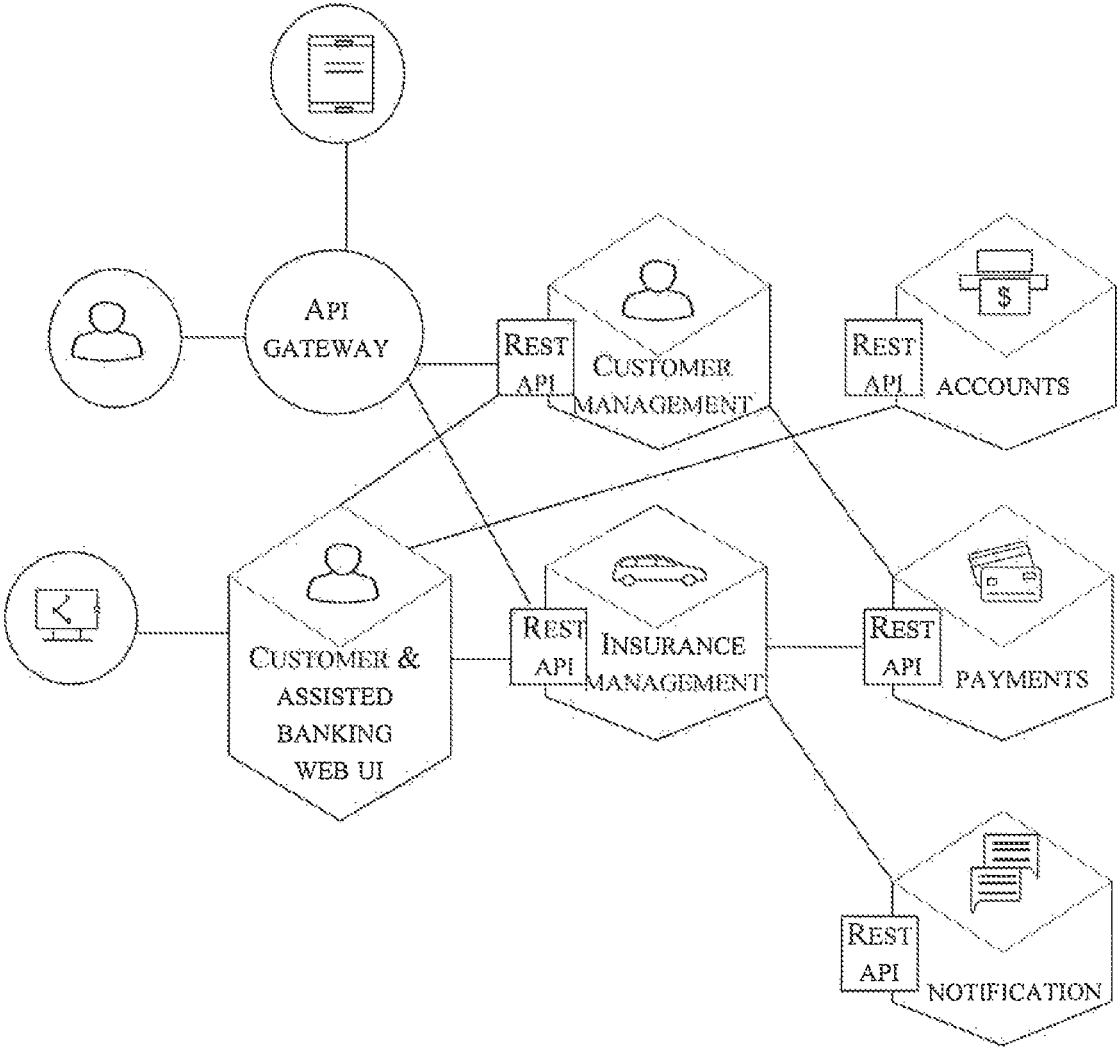 API
GATEWAY
REST
API
CUSTOMER
MANAGEMENT
REST
API
ACCOUNTS
$
CUSTOMER &
ASSISTED
BANKING
WEB UI
REST
API
INSURANCE
MANAGEMENT
REST
API
PAYMENTS
REST
API
NOTIFICATION